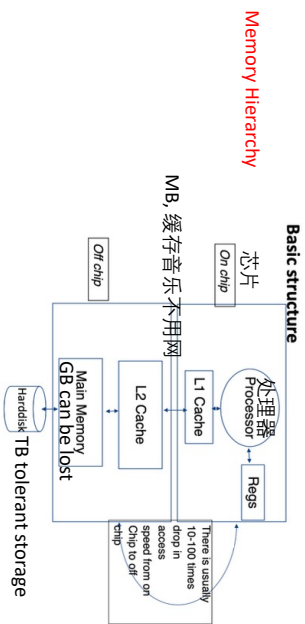 Memory Hierarchy
Basic structure
芯片
On chip
处理器
Processor
Regs
L1 Cache
MB, 缓存音乐不用网
Off chip
L2 Cache
Main Memory
GB can be lost
Harddisk
TB tolerant storage
There is usually
10-100 times
drop in
access
speed from on
Chip to off
chip